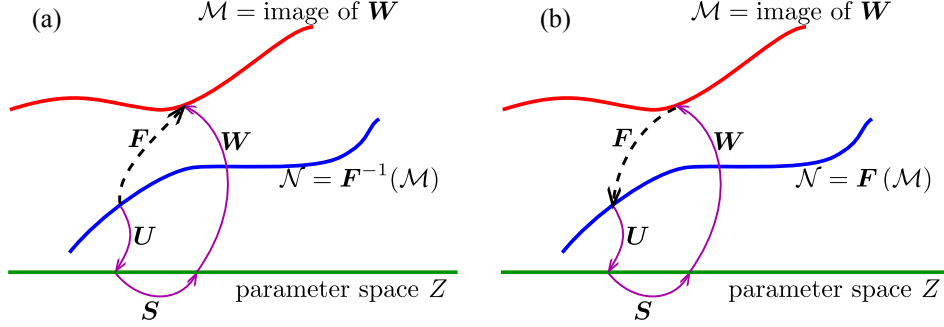 (a)
𝓜 = image of W
F
W
𝒩 = F⁻¹(𝓜)
U
parameter space Z
S
(b)
𝓜 = image of W
F
W
𝒩 = F (𝓜)
U
parameter space Z
S